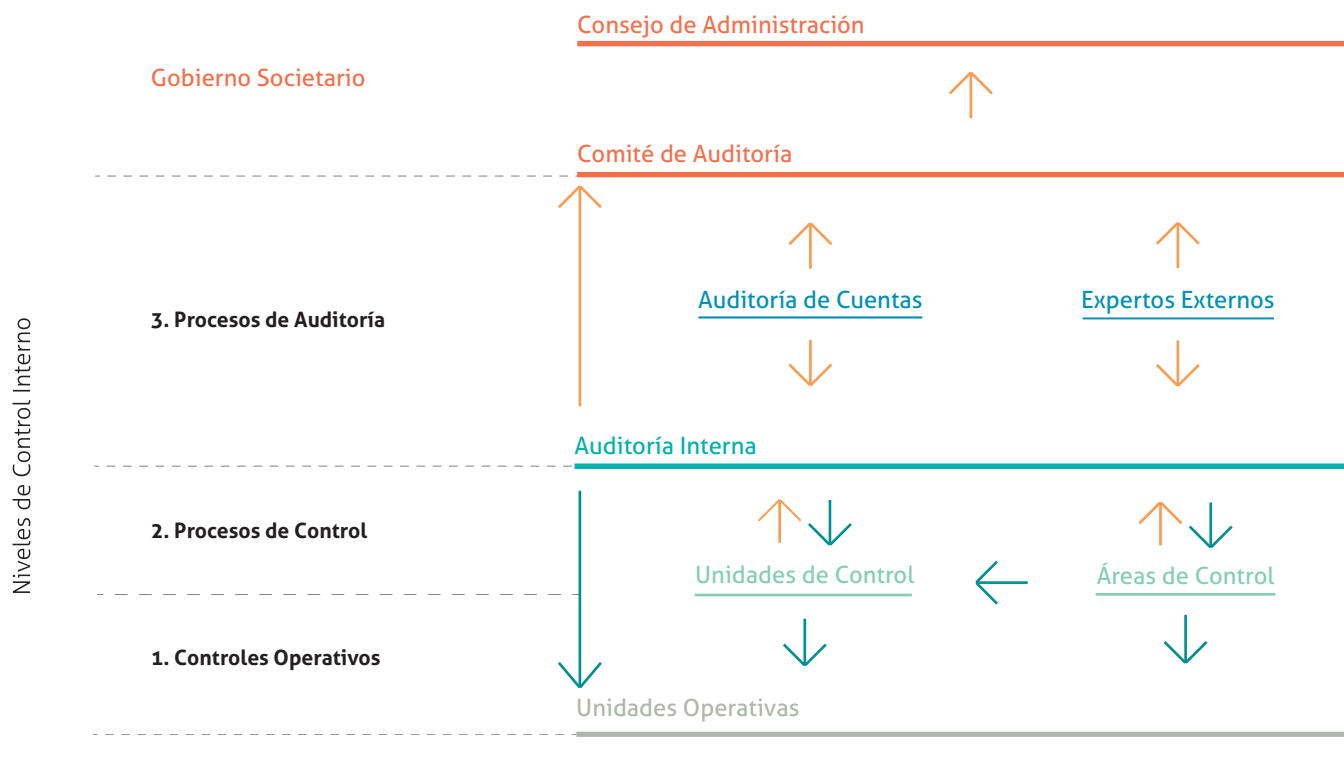 Consejo de Administración
Gobierno Societario
Comité de Auditoría
Auditoría de Cuentas
Expertos Externos
3. Procesos de Auditoría
Niveles de Control Interno
Auditoría Interna
2. Procesos de Control
Unidades de Control
Áreas de Control
1. Controles Operativos
Unidades Operativas